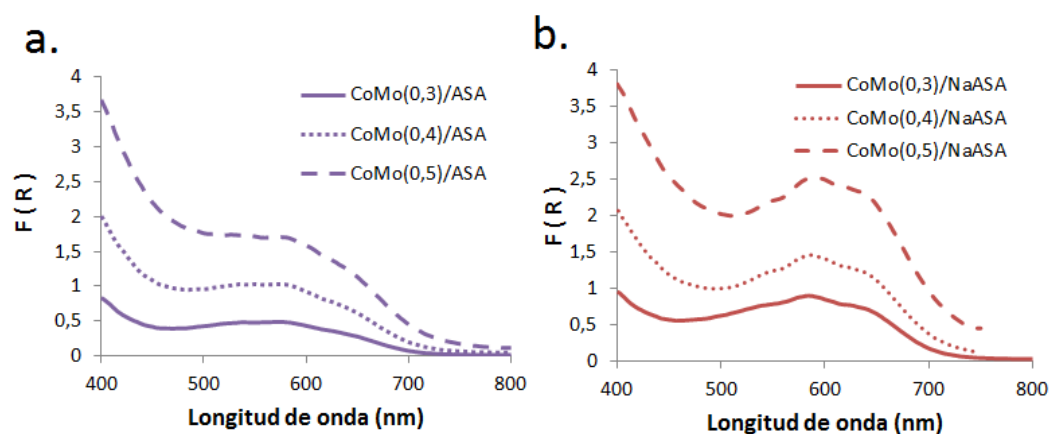 a.
4
3,5
3
2,5
2
1,5
1
0,5
0
F ( R )
CoMo(0,3)/ASA
CoMo(0,4)/ASA
CoMo(0,5)/ASA
400 500 600 700 800
Longitud de onda (nm)
b.
4
3,5
3
2,5
2
1,5
1
0,5
0
F ( R )
CoMo(0,3)/NaASA
CoMo(0,4)/NaASA
CoMo(0,5)/NaASA
400 500 600 700 800
Longitud de onda (nm)